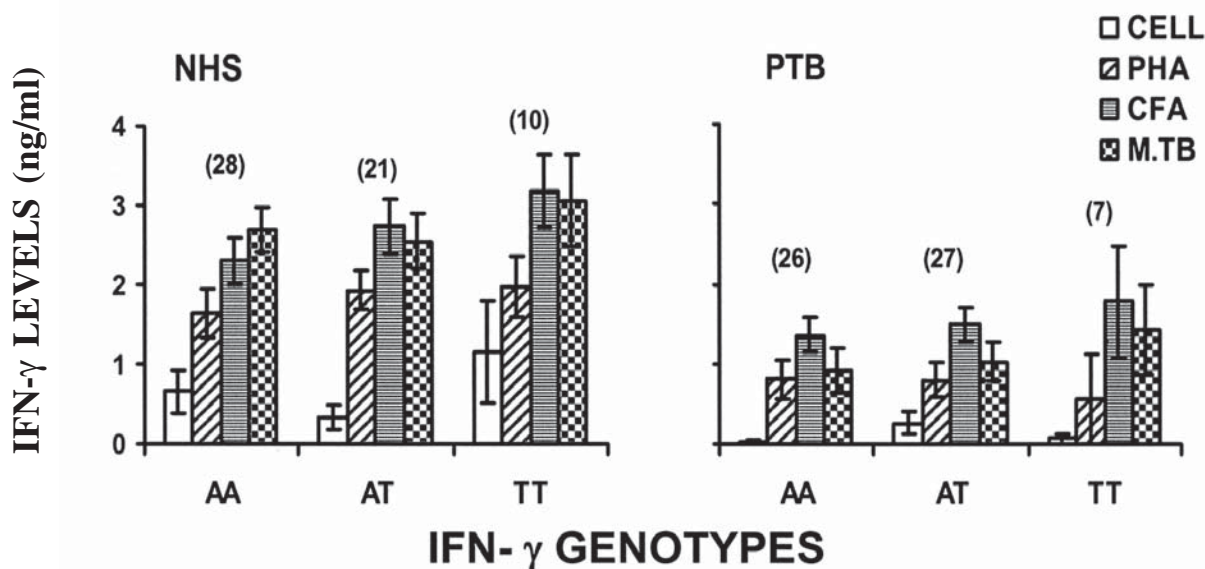 CELL
PHA
CFA
M.TB
NHS
PTB
IFN-γ LEVELS (ng/ml)
4
3
2
1
0
(28)
(21)
(10)
(26)
(27)
(7)
AA
AT
TT
AA
AT
TT
IFN- γ GENOTYPES